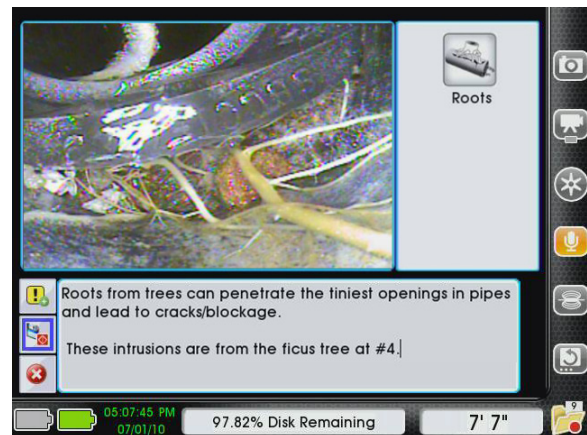 Roots
Roots from trees can penetrate the tiniest openings in pipes
and lead to cracks/blockage.
These intrusions are from the ficus tree at #4.
05:07:45 PM
07/01/10
97.82% Disk Remaining
7' 7"
9